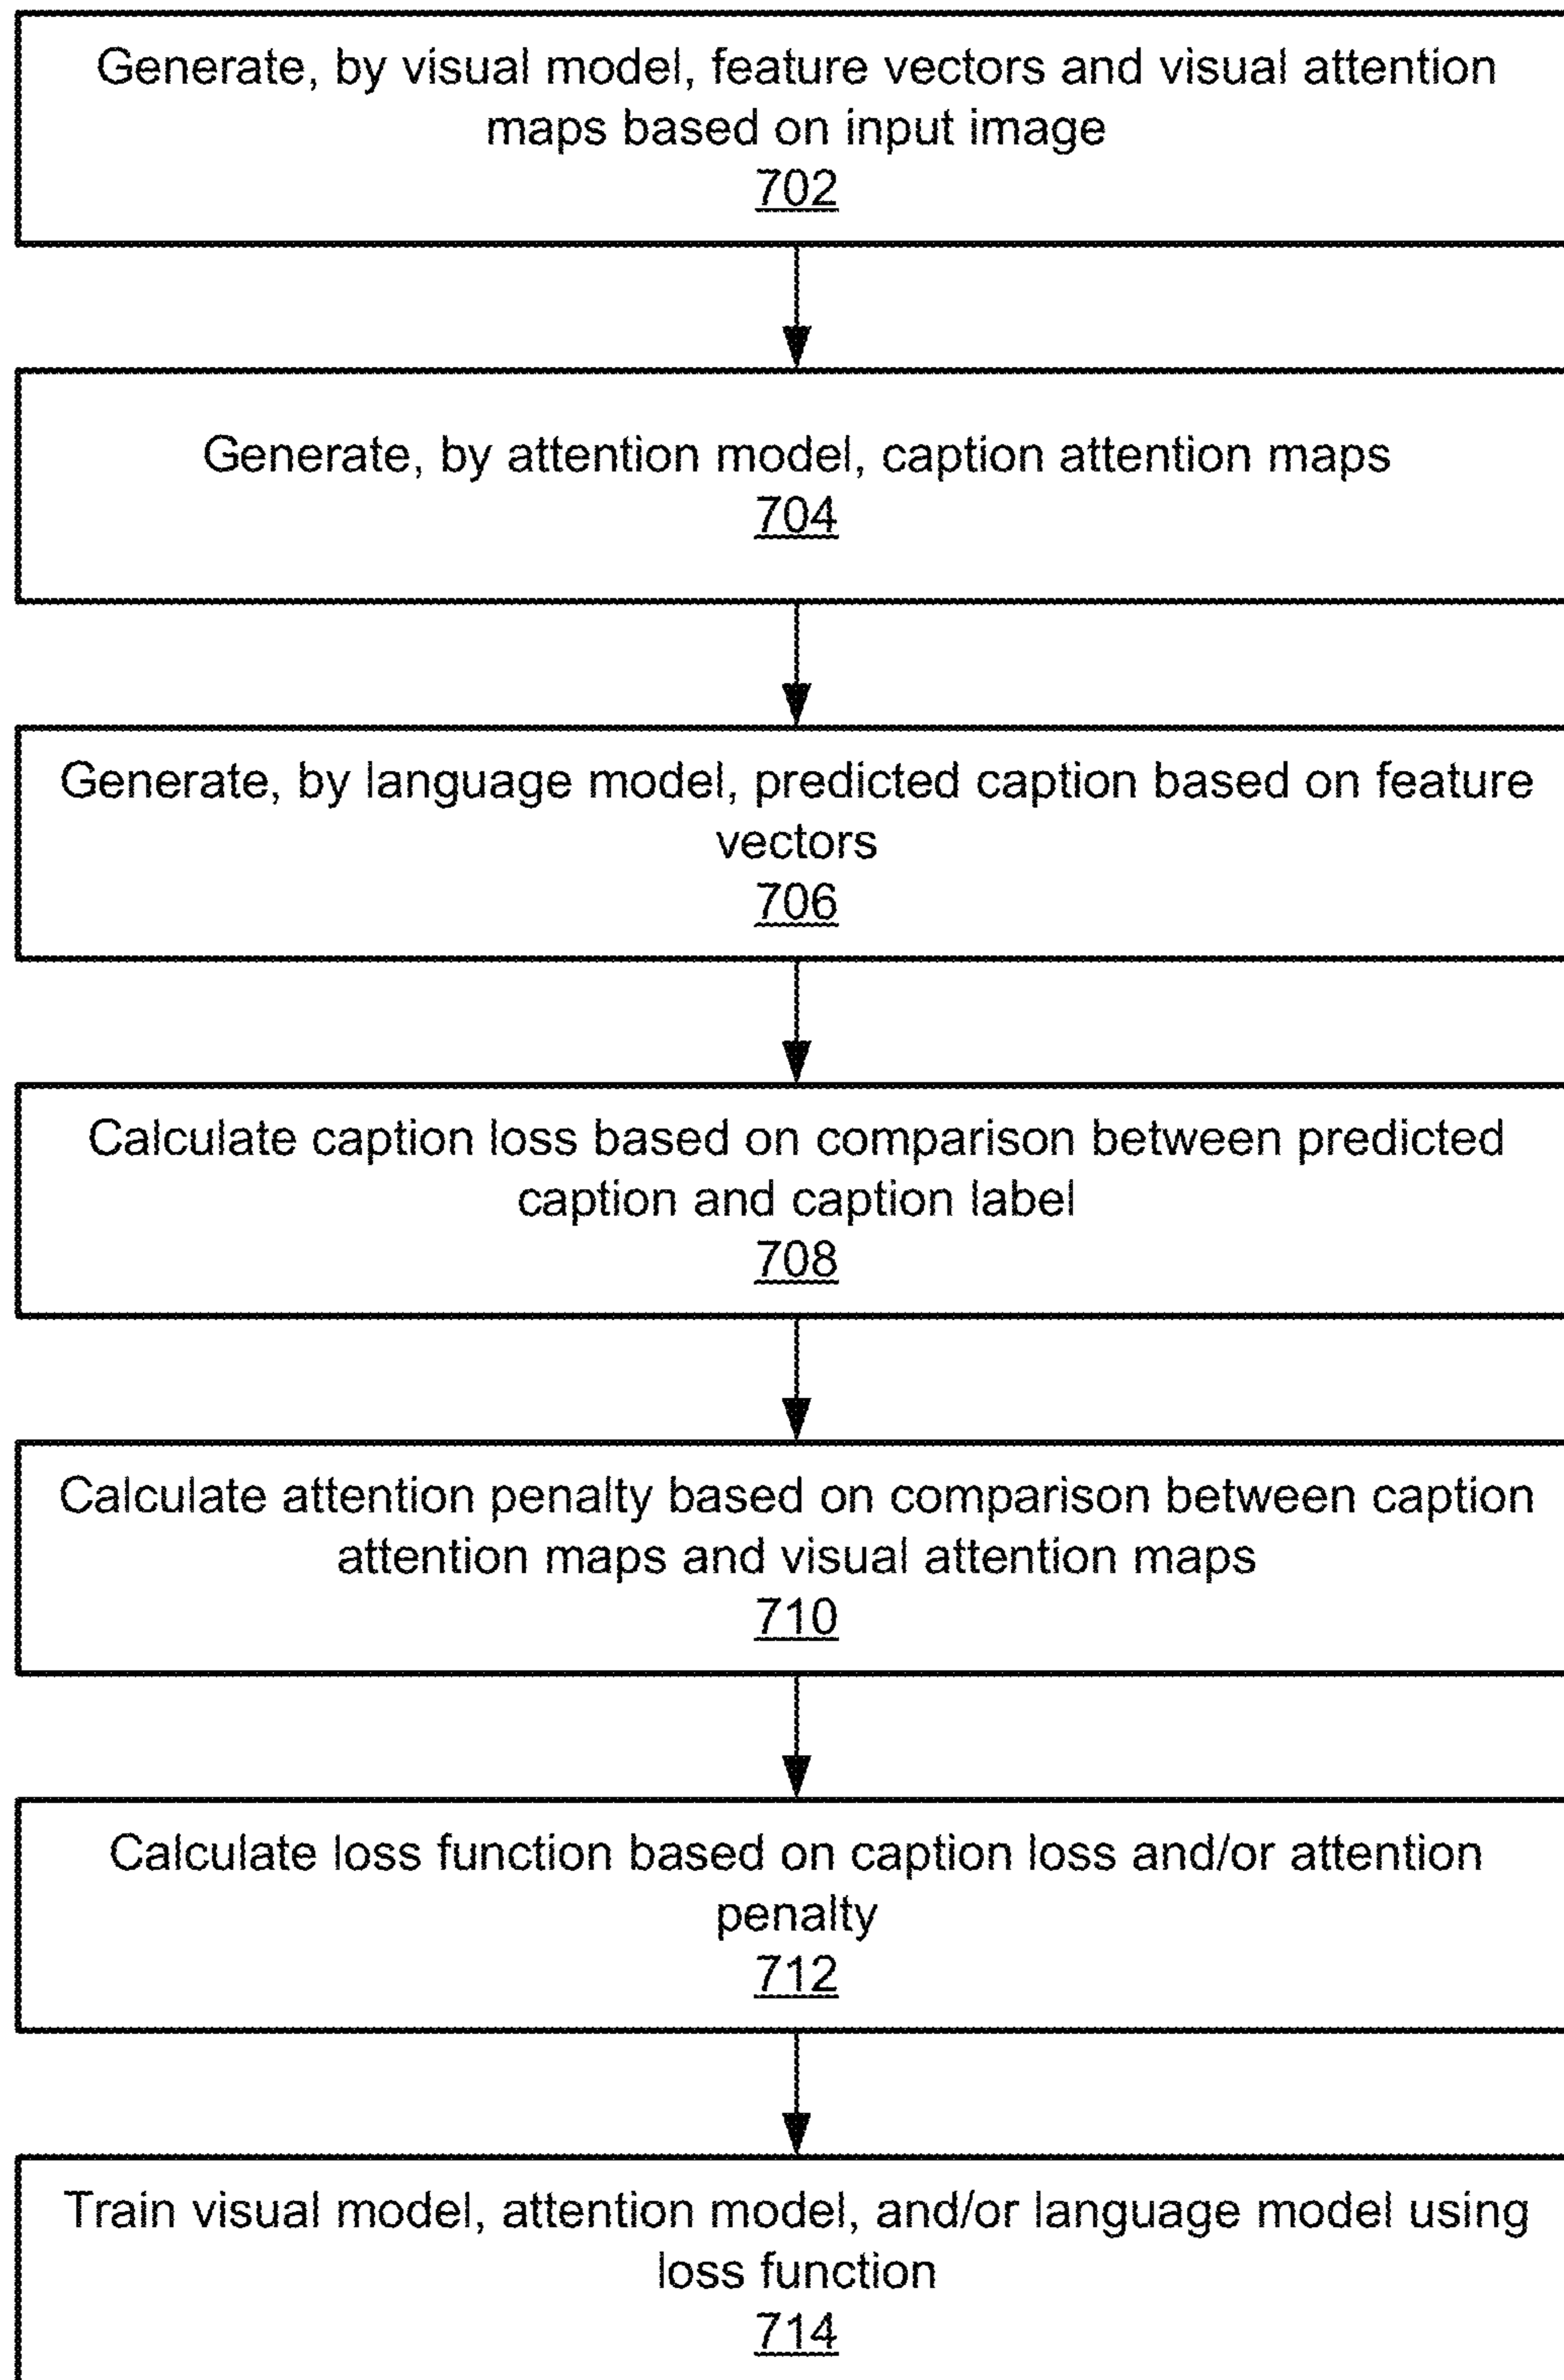 Generate, by visual model, feature vectors and visual attention
maps based on input image
702
Generate, by attention model, caption attention maps
704
Generate, by language model, predicted caption based on feature
vectors
706
Calculate caption loss based on comparison between predicted
caption and caption label
708
Calculate attention penalty based on comparison between caption
attention maps and visual attention maps
710
Calculate loss function based on caption loss and/or attention
penalty
712
Train visual model, attention model, and/or language model using
loss function
714